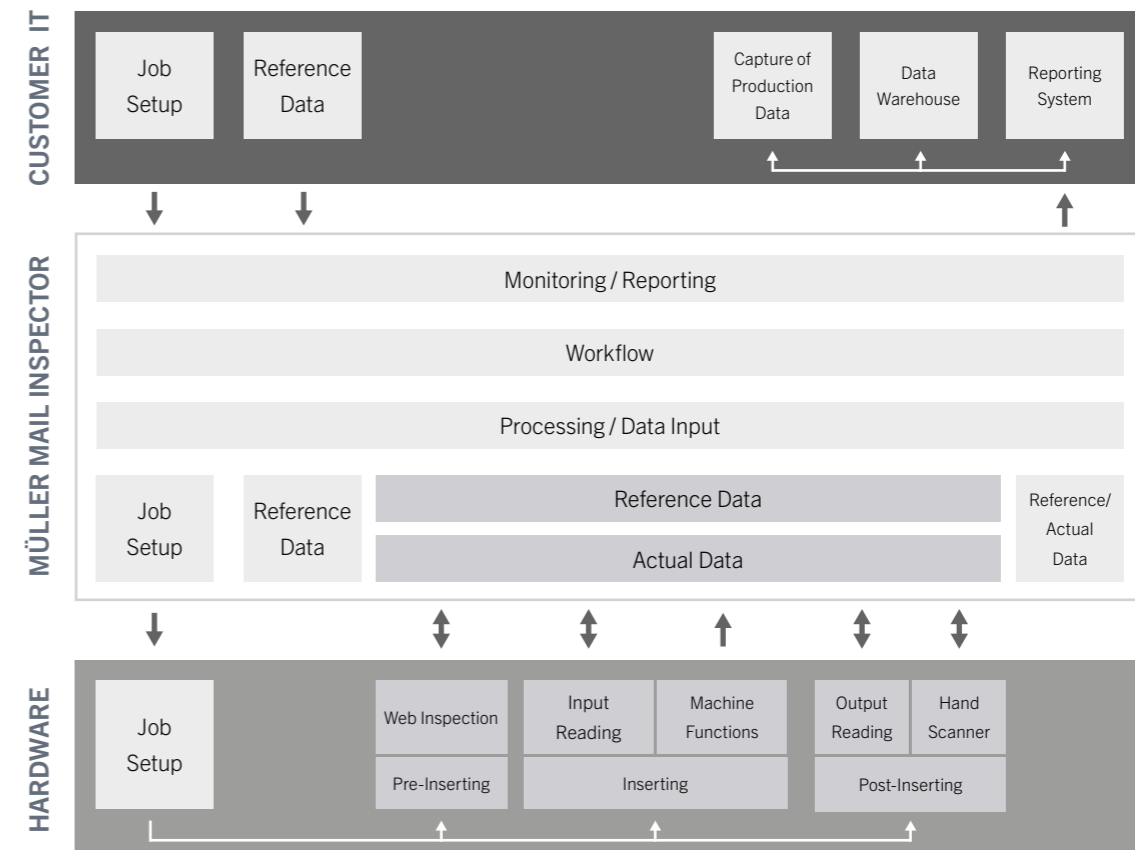 CUSTOMER IT
Job
Setup
Reference
Data
Capture of
Production
Data
Data
Warehouse
Reporting
System
MÜLLER MAIL INSPECTOR
Monitoring / Reporting
Workflow
Processing / Data Input
Job
Setup
Reference
Data
Reference Data
Actual Data
Reference/
Actual
Data
HARDWARE
Job
Setup
Web Inspection
Pre-Inserting
Input
Reading
Machine
Functions
Inserting
Output
Reading
Hand
Scanner
Post-Inserting